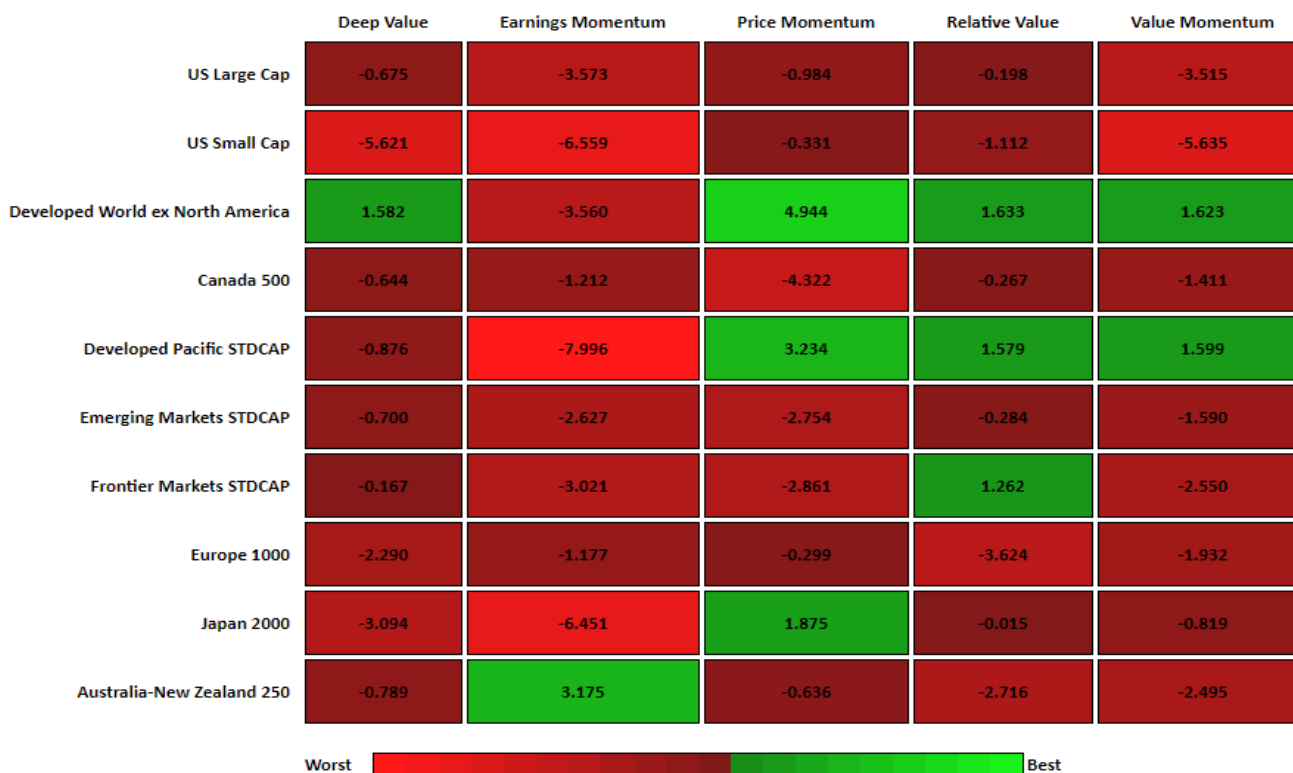 Deep Value Earnings Momentum Price Momentum Relative Value Value Momentum
US Large Cap -0.675 -3.573 -0.984 -0.198 -3.515
US Small Cap -5.621 -6.559 -0.331 -1.112 -5.635
Developed World ex North America 1.582 -3.560 4.944 1.633 1.623
Canada 500 -0.644 -1.212 -4.322 -0.267 -1.411
Developed Pacific STDCAP -0.876 -7.996 3.234 1.579 1.599
Emerging Markets STDCAP -0.700 -2.627 -2.754 -0.284 -1.590
Frontier Markets STDCAP -0.167 -3.021 -2.861 1.262 -2.550
Europe 1000 -2.290 -1.177 -0.299 -3.624 -1.932
Japan 2000 -3.094 -6.451 1.875 -0.015 -0.819
Australia-New Zealand 250 -0.789 3.175 -0.636 -2.716 -2.495
Worst Best